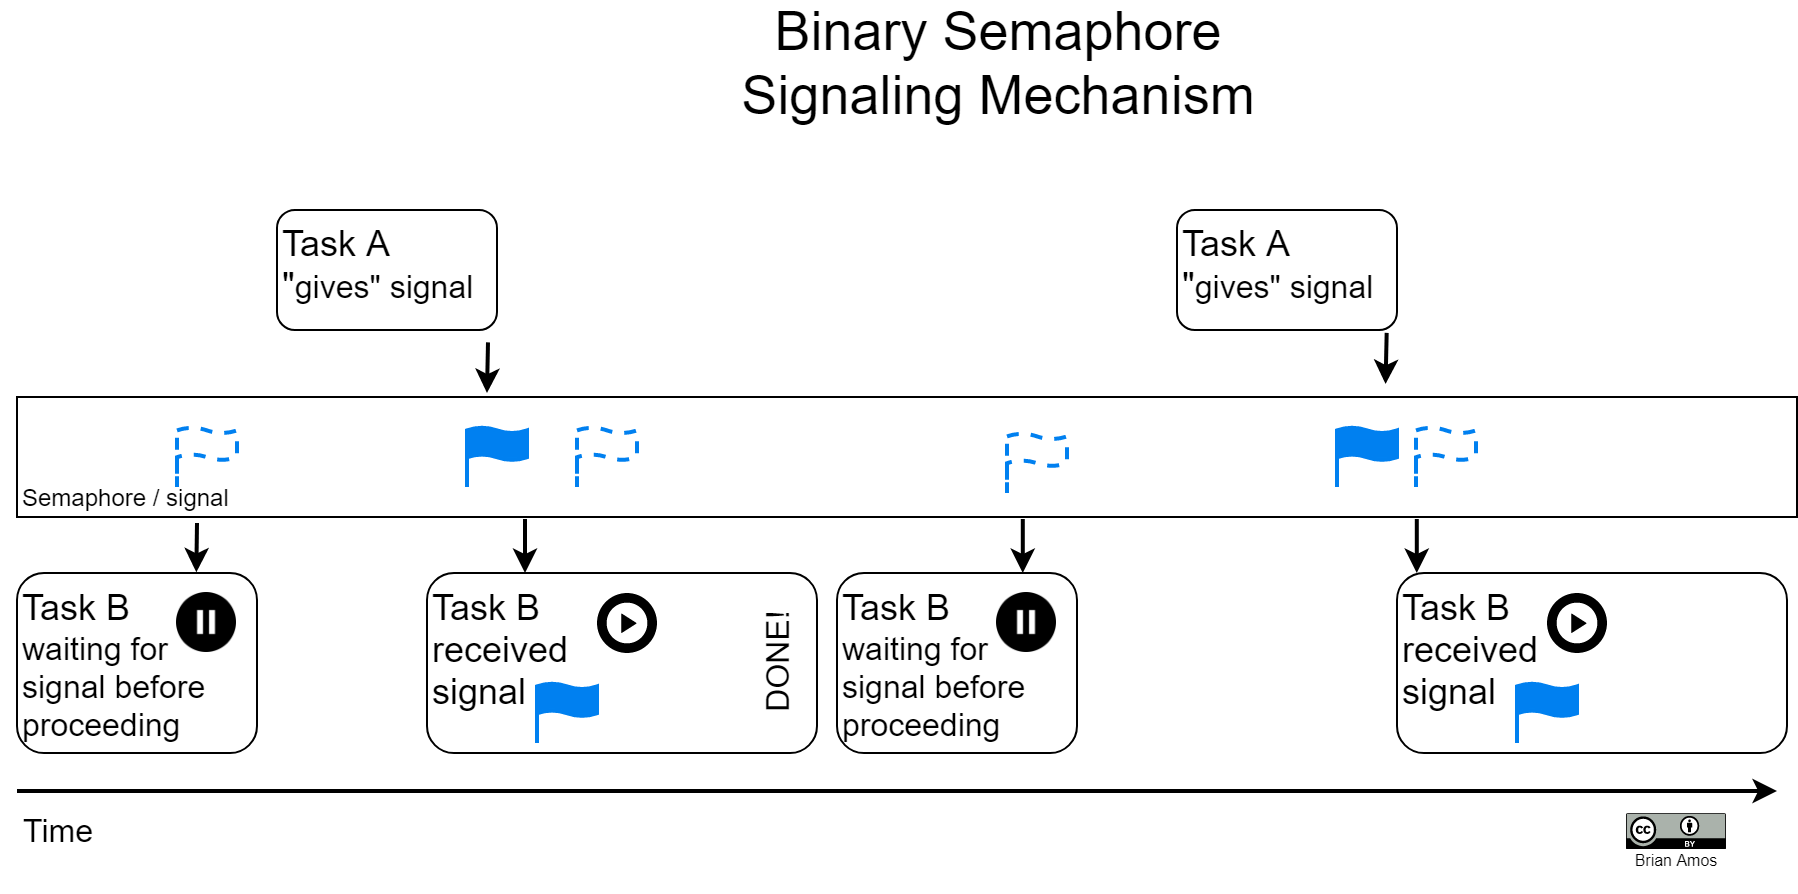 Binary Semaphore
Signaling Mechanism
Task A
"gives" signal
Task A
"gives" signal
Semaphore / signal
Task B
waiting for
signal before
proceeding
Task B
received
signal
DONE!
Task B
waiting for
signal before
proceeding
Task B
received
signal
Time
cc
BY
Brian Amos